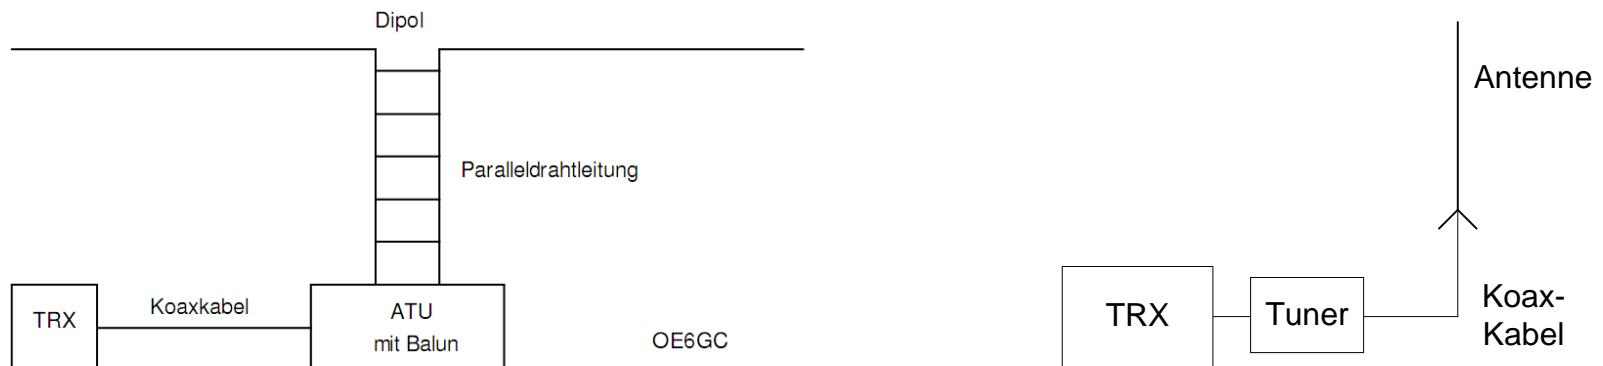 Dipol
Paralleldrahtleitung
TRX
Koaxkabel
ATU
mit Balun
OE6GC
Antenne
TRX
Tuner
Koax-
Kabel